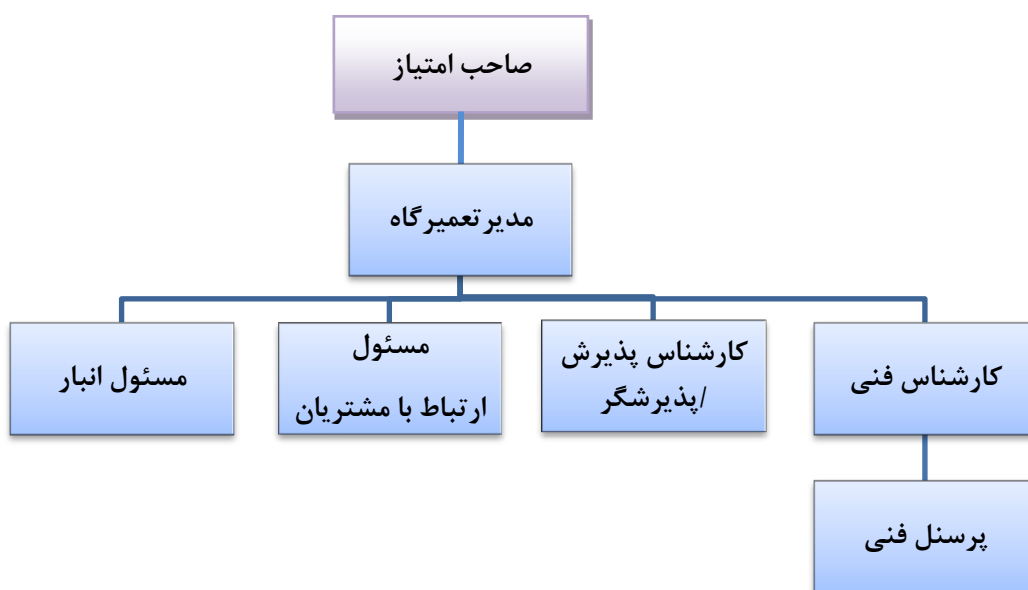 صاحب امتیاز
مدیرتعمیرگاه
کارشناس فنی
کارشناس پذیرش
/پذیرشگر
مسئول
ارتباط با مشتریان
مسئول انبار
پرسنل فنی